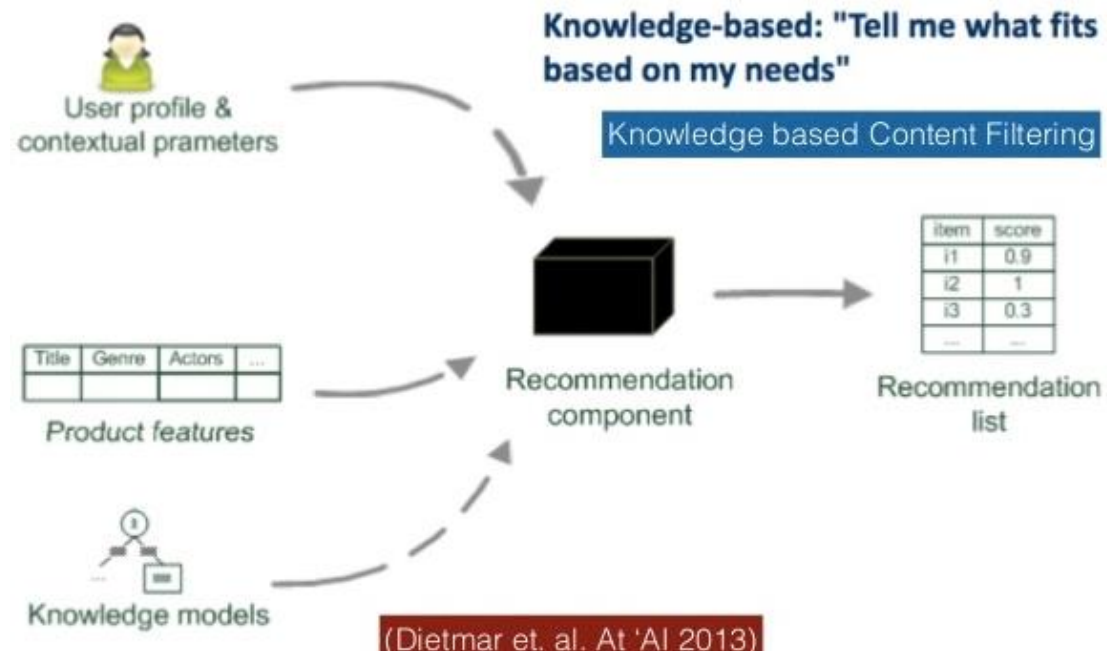 Knowledge-based: "Tell me what fits
based on my needs"
Knowledge based Content Filtering
User profile &
contextual prameters
item score
i1 0.9
i2 1
i3 0.3
... ...
Title Genre Actors ...
Product features
Recommendation
component
Recommendation
list
...
Knowledge models
(Dietmar et. al. At ‘AI 2013)